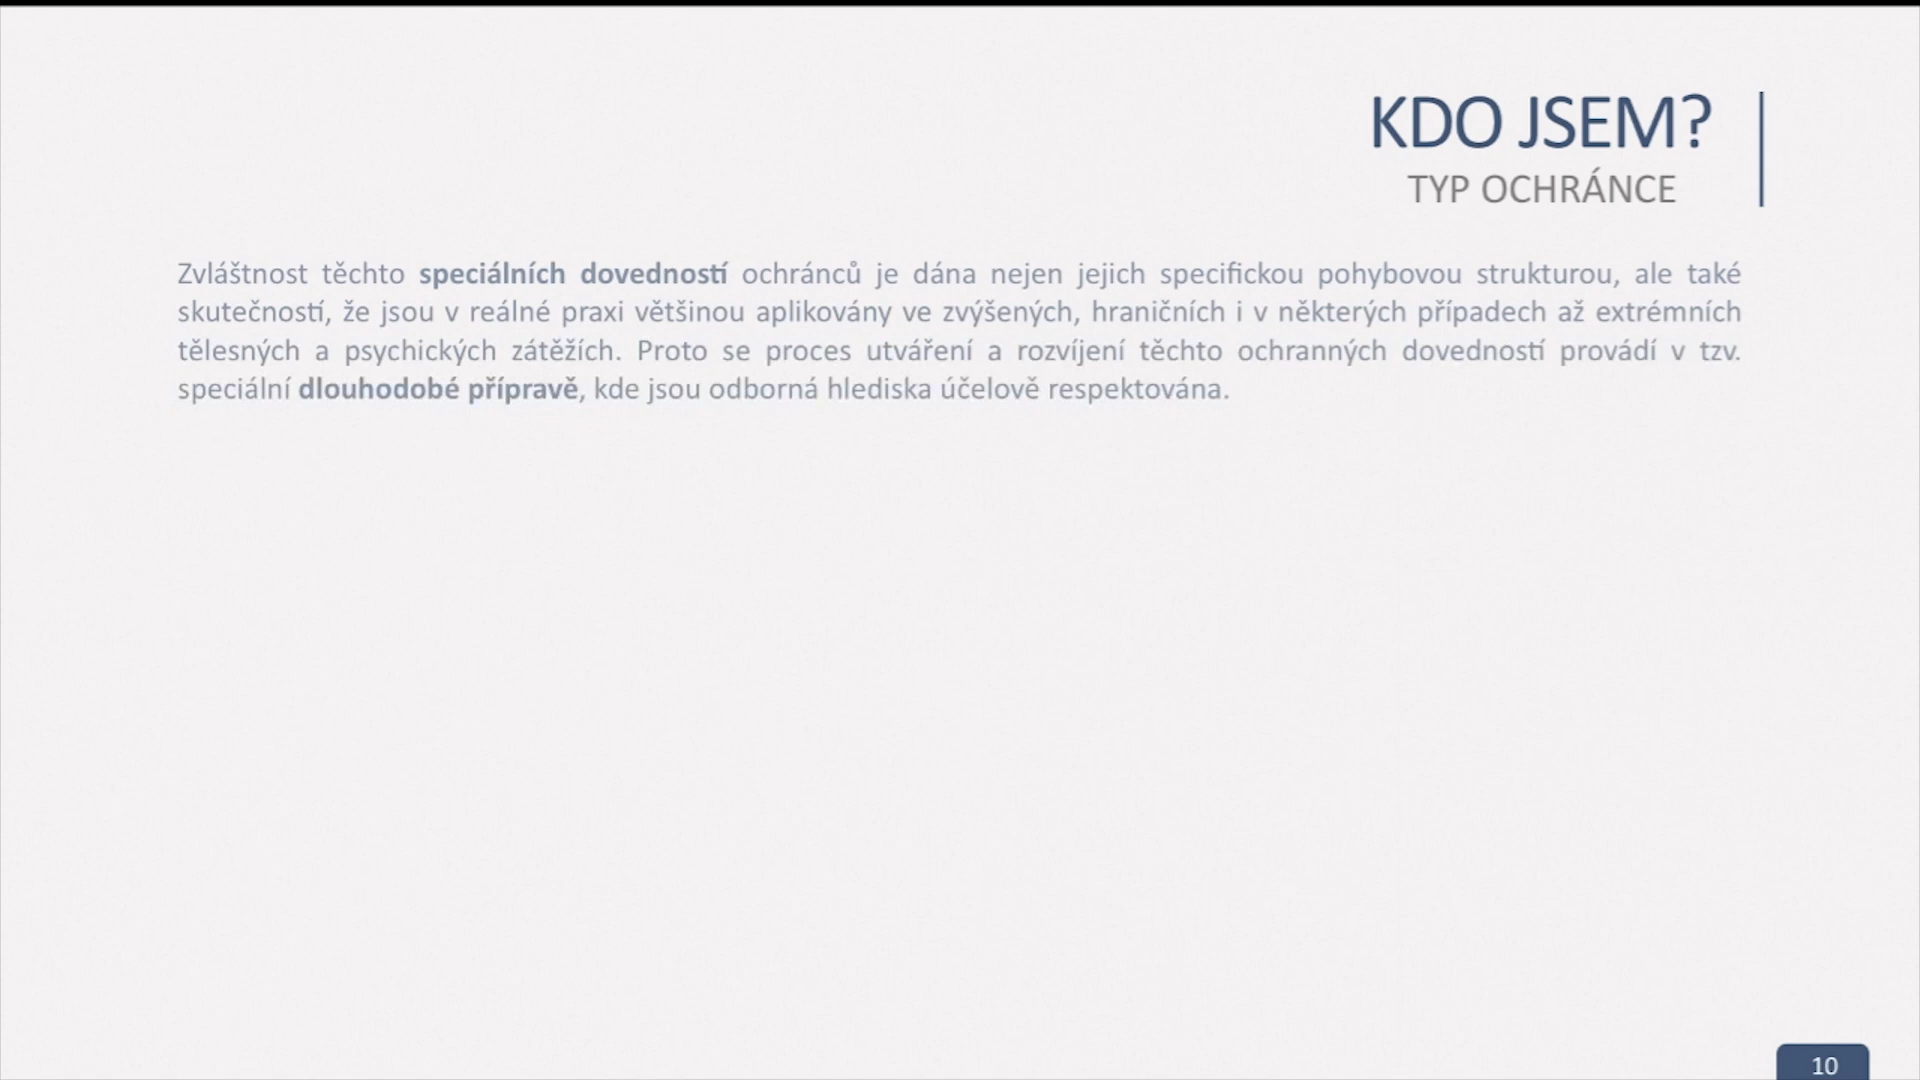 KDO JSEM?
TYP OCHRÁNCE
Zvláštnost těchto speciálních dovedností ochránců je dána nejen jejich specifickou pohybovou strukturou, ale také
skutečností, že jsou v reálné praxi většinou aplikovány ve zvýšených, hraničních i v některých případech až extrémních
tělesných a psychických zátěžích. Proto se proces utváření a rozvíjení těchto ochranných dovedností provádí v tzv.
speciální dlouhodobé přípravě, kde jsou odborná hlediska účelově respektována.
10